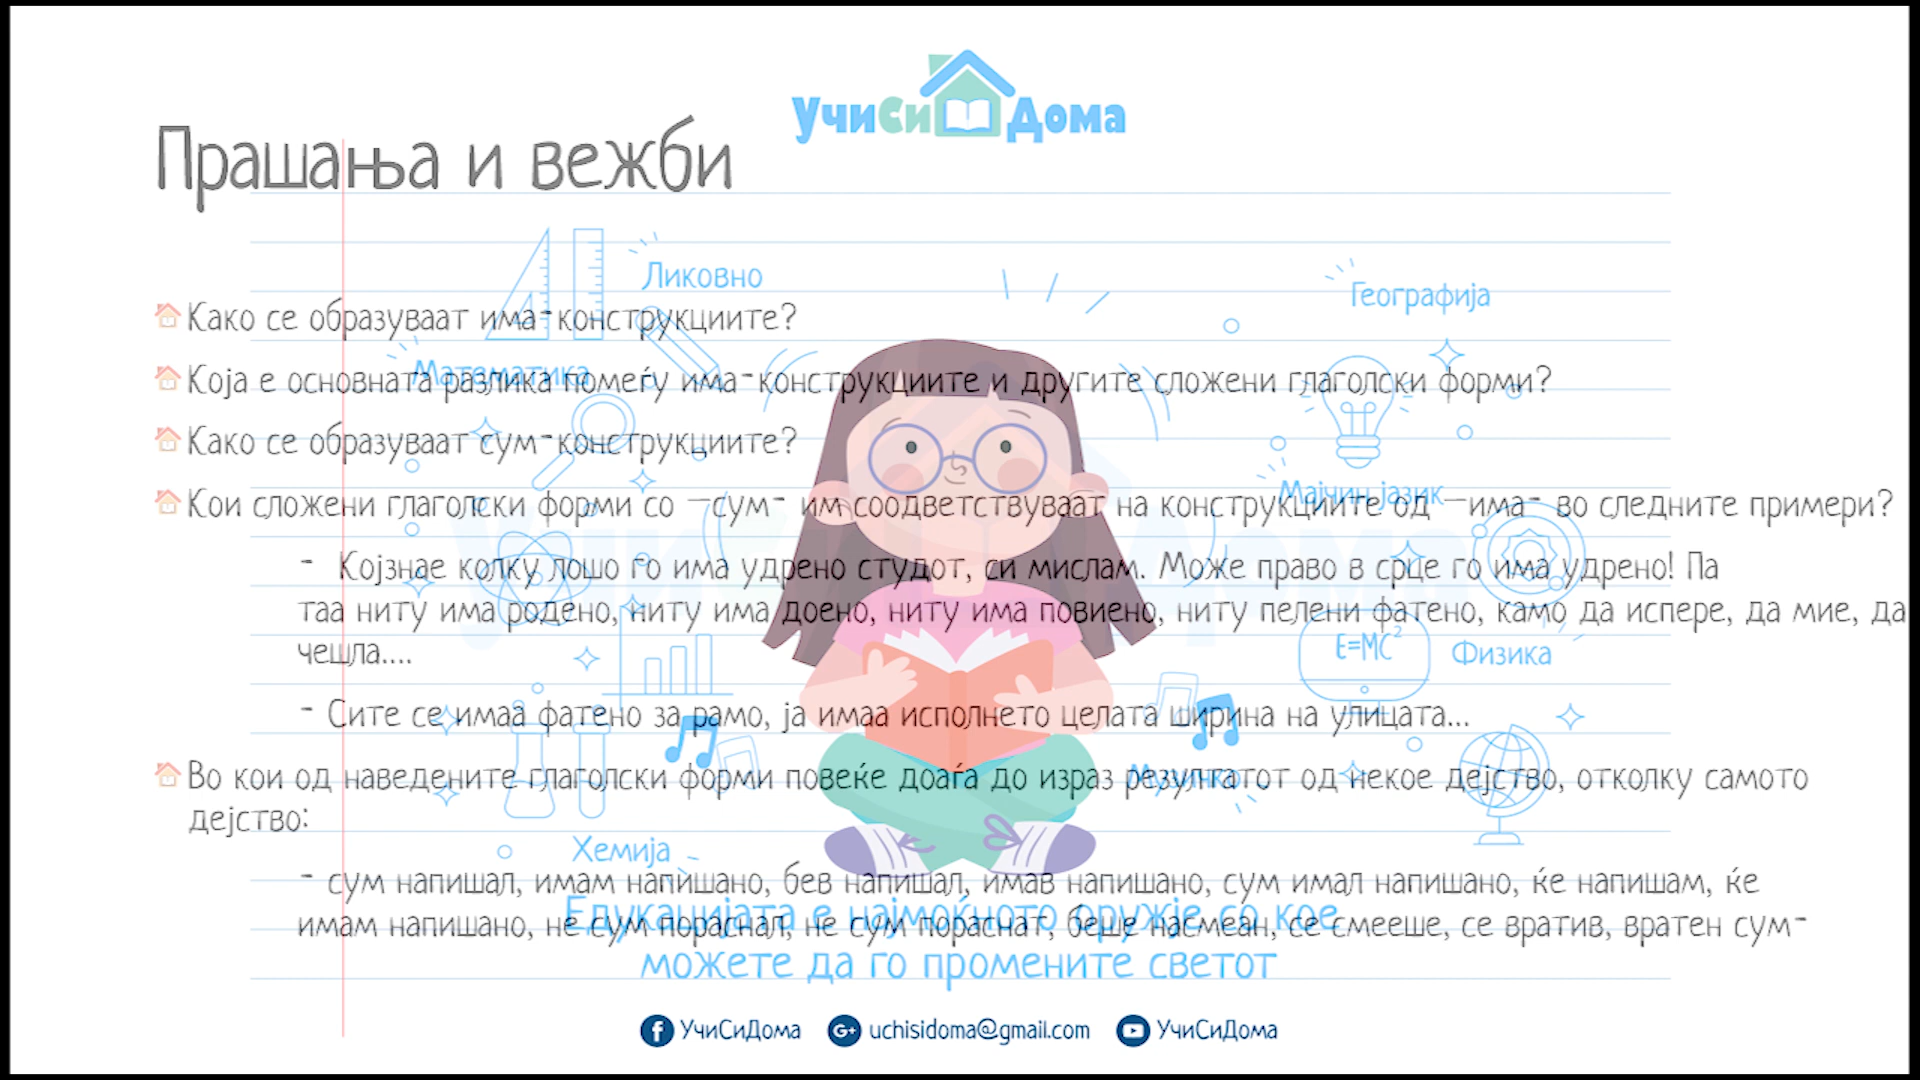 УчиСи Дома
Прашања и вежби
Ликовно
Географија
Како се образуваат има-конструкциите?
Математика
Која е основната разлика помеѓу има-конструкциите и другите сложени глаголски форми?
Како се образуваат сум-конструкциите?
Мајчин јазик
Кои сложени глаголски форми со –сум- им соодветствуваат на конструкциите од –има- во следните примери?
- Којзнае колку лошо го има удрено студот, си мислам. Може право в срце го има удрено! Па
таа ниту има родено, ниту има доено, ниту има повиено, ниту пелени фатено, камо да испере, да мие, да
чешла....
E=MC²
Физика
- Сите се имаа фатено за рамо, ја имаа исполнето целата ширина на улицата...
Во кои од наведените глаголски форми повеќе доаѓа до израз резултатот од некое дејство, отколку самото
дејство:
Хемија
- сум напишал, имам напишано, бев напишал, имав напишано, сум имал напишано, ќе напишам, ќе
имам напишано, не сум пораснал, не сум пораснат, беше насмеан, се смееше, се вратив, вратен сум-
Едукацијата е најмоќното оружје со кое
можете да го промените светот
УчиСиДома
G+ uchisidoma@gmail.com
УчиСиДома